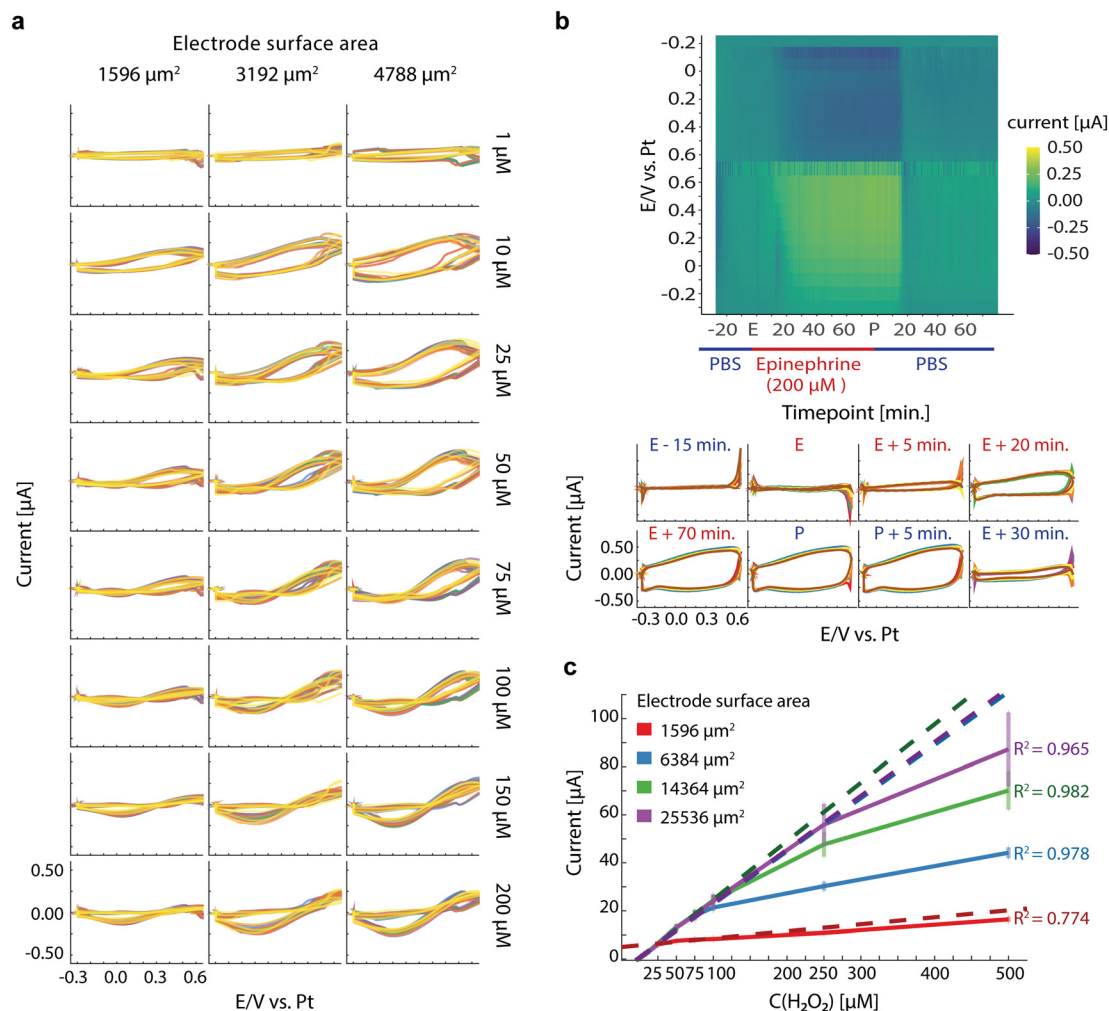 a
Electrode surface area
1596 µm²
3192 µm²
4788 µm²
1 µM
10 µM
25 µM
50 µM
75 µM
100 µM
150 µM
200 µM
Current [µA]
0.50
0.00
-0.50
-0.3 0.0 0.3 0.6
E/V vs. Pt
b
-0.2
0
0.2
0.4
0.6
0.6
0.4
0.2
0
-0.2
E/V vs. Pt
current [µA]
0.50
0.25
0.00
-0.25
-0.50
-20 E 20 40 60 P 20 40 60
PBS Epinephrine PBS
(200 µM )
Timepoint [min.]
E - 15 min. E E + 5 min. E + 20 min.
E + 70 min. P P + 5 min. E + 30 min.
Current [µA]
0.50
0.00
-0.50
-0.3 0.0 0.3 0.6
E/V vs. Pt
c
Electrode surface area
1596 µm²
6384 µm²
14364 µm²
25536 µm²
Current [µA]
100
80
60
40
20
0
R² = 0.965
R² = 0.982
R² = 0.978
R² = 0.774
25 50 75 100 200 250 300 400 500
C(H₂O₂) [µM]